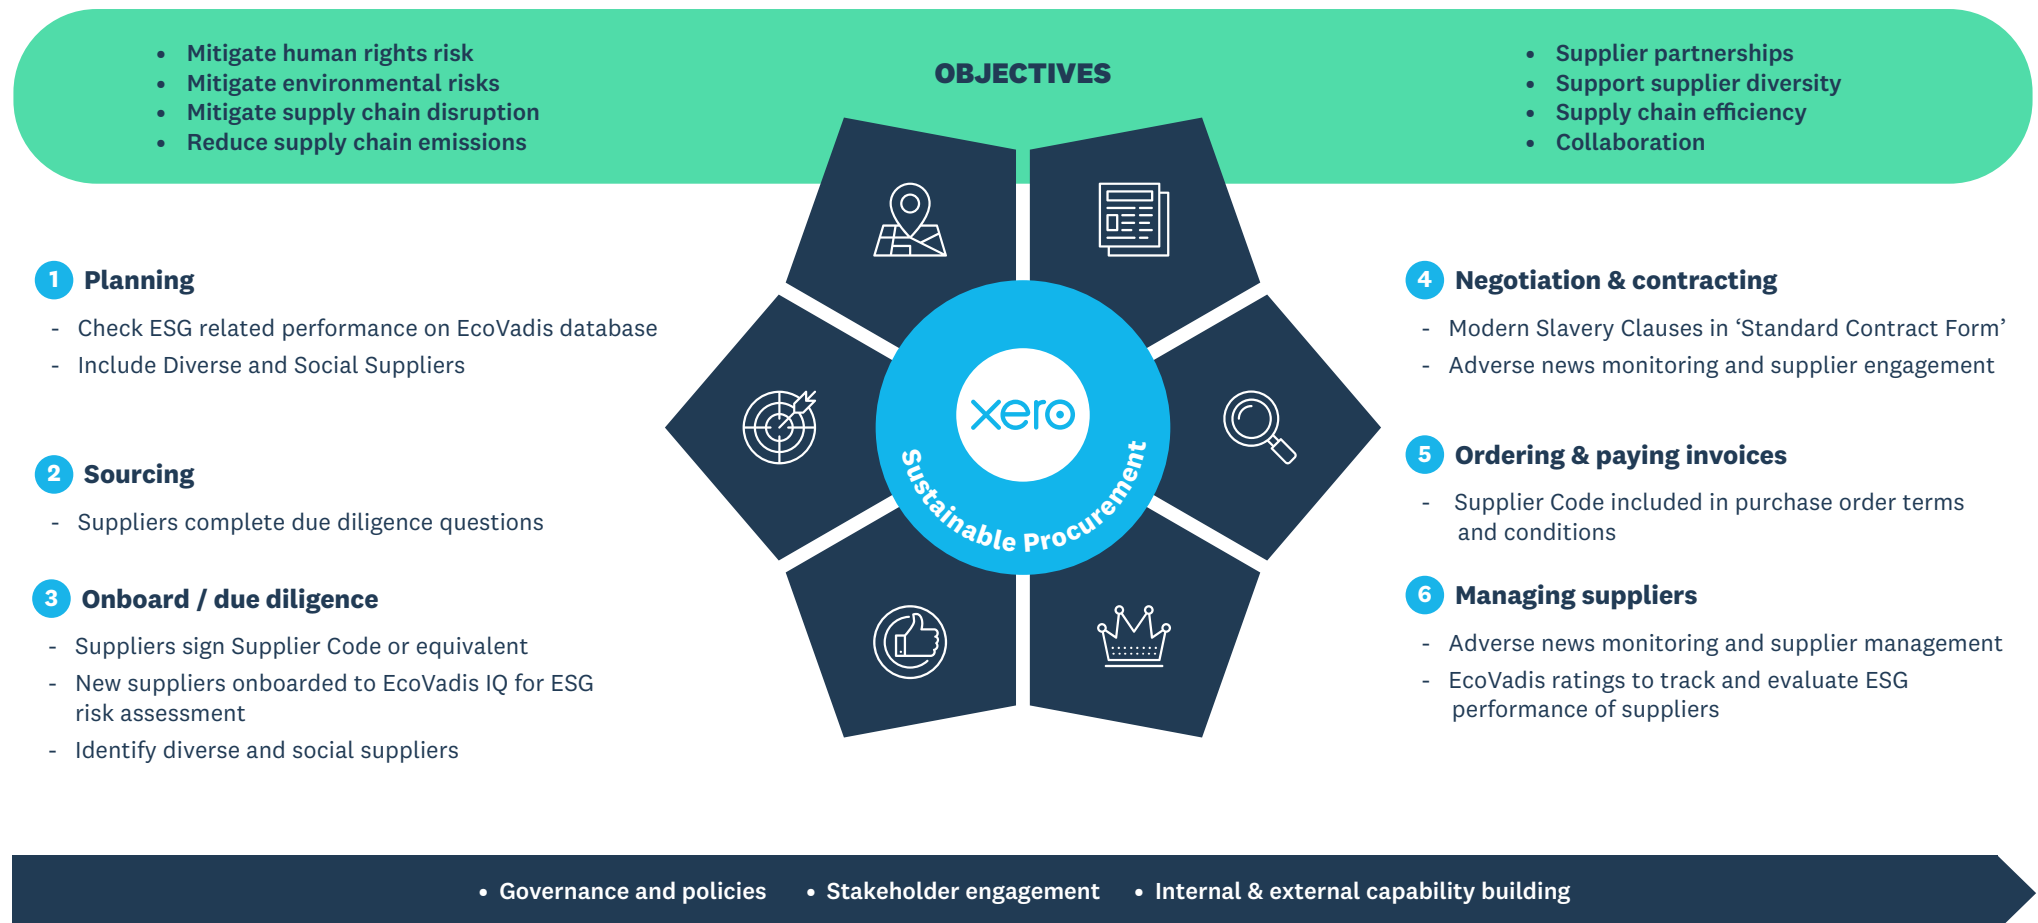 OBJECTIVES
• Mitigate human rights risk
• Mitigate environmental risks
• Mitigate supply chain disruption
• Reduce supply chain emissions
• Supplier partnerships
• Support supplier diversity
• Supply chain efficiency
• Collaboration
1 Planning
- Check ESG related performance on EcoVadis database
- Include Diverse and Social Suppliers
2 Sourcing
- Suppliers complete due diligence questions
3 Onboard / due diligence
- Suppliers sign Supplier Code or equivalent
- New suppliers onboarded to EcoVadis IQ for ESG
risk assessment
- Identify diverse and social suppliers
xero
Sustainable Procurement
4 Negotiation & contracting
- Modern Slavery Clauses in ‘Standard Contract Form’
- Adverse news monitoring and supplier engagement
5 Ordering & paying invoices
- Supplier Code included in purchase order terms
and conditions
6 Managing suppliers
- Adverse news monitoring and supplier management
- EcoVadis ratings to track and evaluate ESG
performance of suppliers
• Governance and policies • Stakeholder engagement • Internal & external capability building